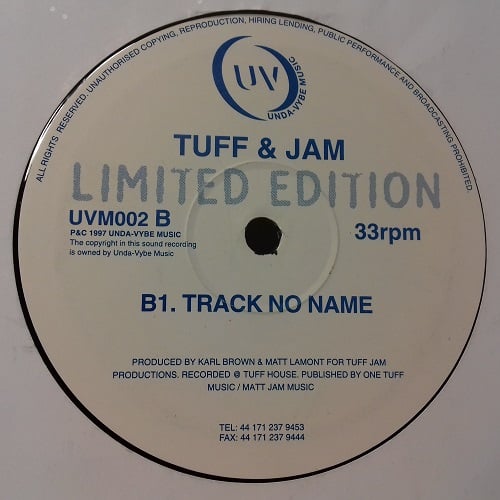 ALL RIGHTS RESERVED. UNAUTHORISED COPYING, REPRODUCTION, HIRING LENDING, PUBLIC PERFORMANCE AND BROADCASTING PROHIBITED.
UV
UNDA-VYBE MUSIC
TUFF & JAM
LIMITED EDITION
UVM002 B
P&C 1997 UNDA-VYBE MUSIC
The copyright in this sound recording
is owned by Unda-Vybe Music
33rpm
B1. TRACK NO NAME
PRODUCED BY KARL BROWN & MATT LAMONT FOR TUFF JAM
PRODUCTIONS. RECORDED @ TUFF HOUSE. PUBLISHED BY ONE TUFF
MUSIC / MATT JAM MUSIC
TEL: 44 171 237 9453
FAX: 44 171 237 9444